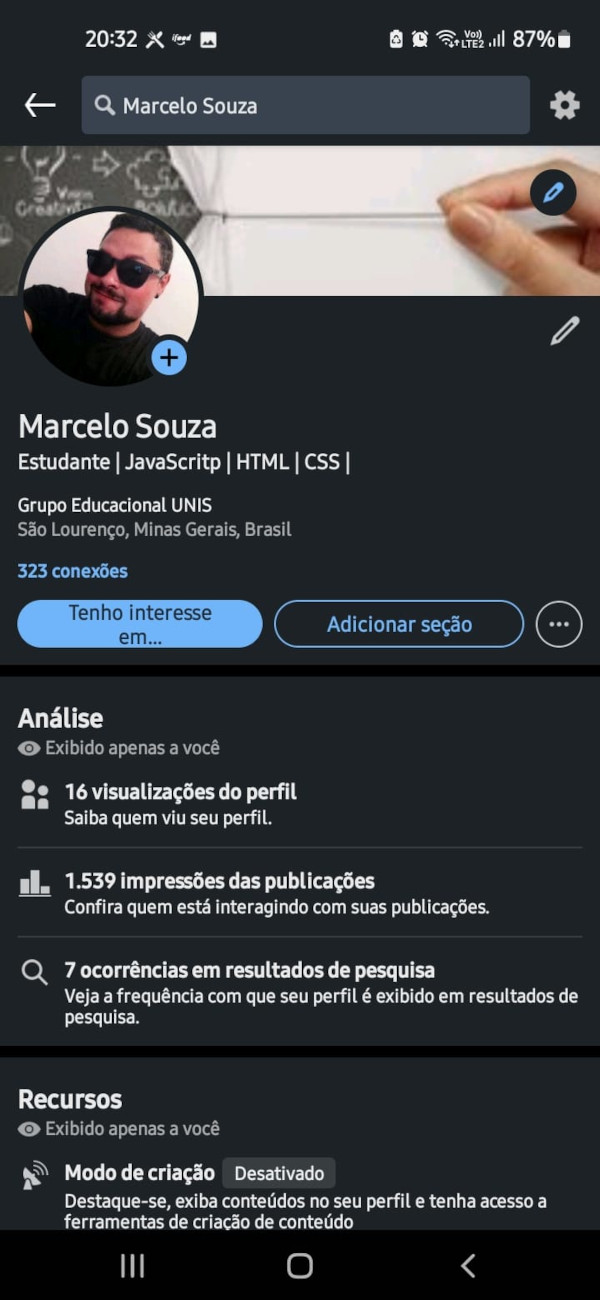 20:32 ifood Vo)) LTE2 87%
Marcelo Souza
Marcelo Souza
Estudante | JavaScritp | HTML | CSS |
Grupo Educacional UNIS
São Lourenço, Minas Gerais, Brasil
323 conexões
Tenho interesse
em...
Adicionar seção
Análise
Exibido apenas a você
16 visualizações do perfil
Saiba quem viu seu perfil.
1.539 impressões das publicações
Confira quem está interagindo com suas publicações.
7 ocorrências em resultados de pesquisa
Veja a frequência com que seu perfil é exibido em resultados de
pesquisa.
Recursos
Exibido apenas a você
Modo de criação Desativado
Destaque-se, exiba conteúdos no seu perfil e tenha acesso a
ferramentas de criação de conteúdo